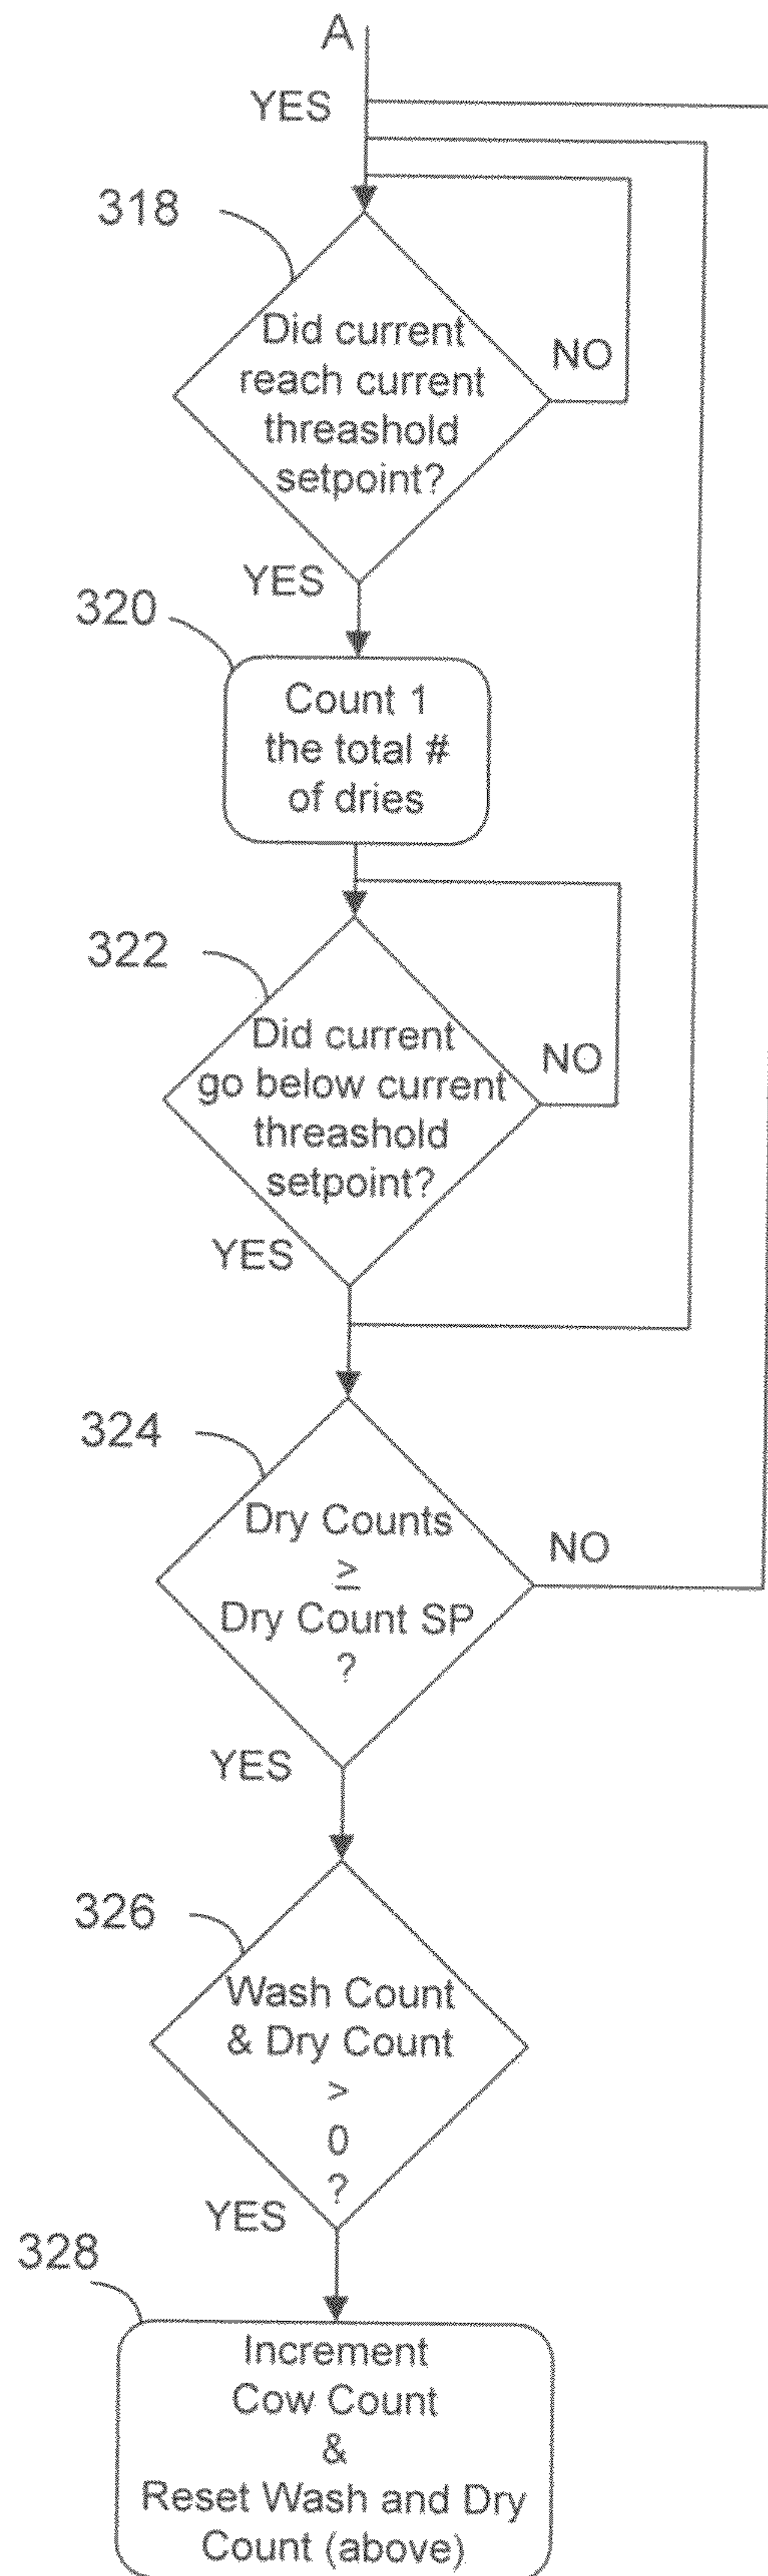 A
YES
318
Did current
reach current
threashold
setpoint?
NO
YES
320
Count 1
the total #
of dries
322
Did current
go below current
threashold
setpoint?
NO
YES
324
Dry Counts
≥
Dry Count SP
?
NO
YES
326
Wash Count
& Dry Count
>
0
?
YES
328
Increment
Cow Count
&
Reset Wash and Dry
Count (above)